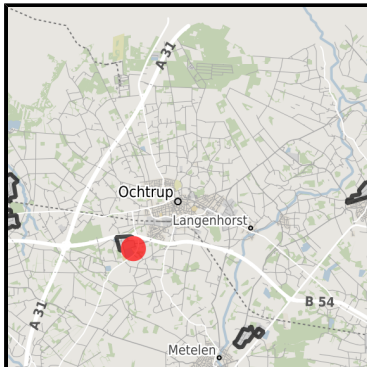 A 31
Ochtrup
Langenhorst
A 31
B 54
Metelen